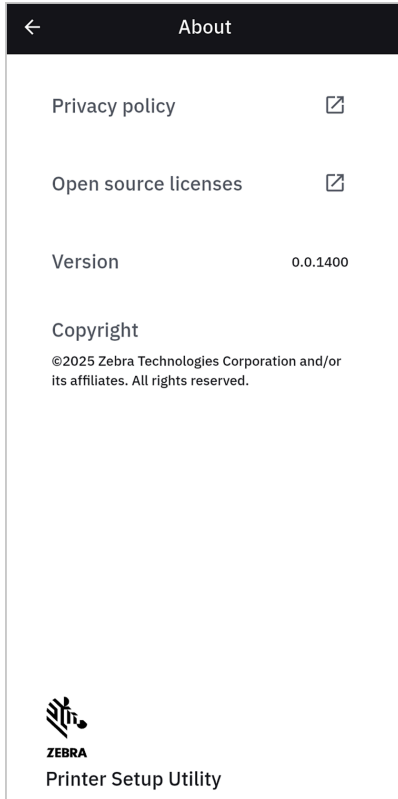 About
Privacy policy
Open source licenses
Version 0.0.1400
Copyright
©2025 Zebra Technologies Corporation and/or
its affiliates. All rights reserved.
ZEBRA
Printer Setup Utility